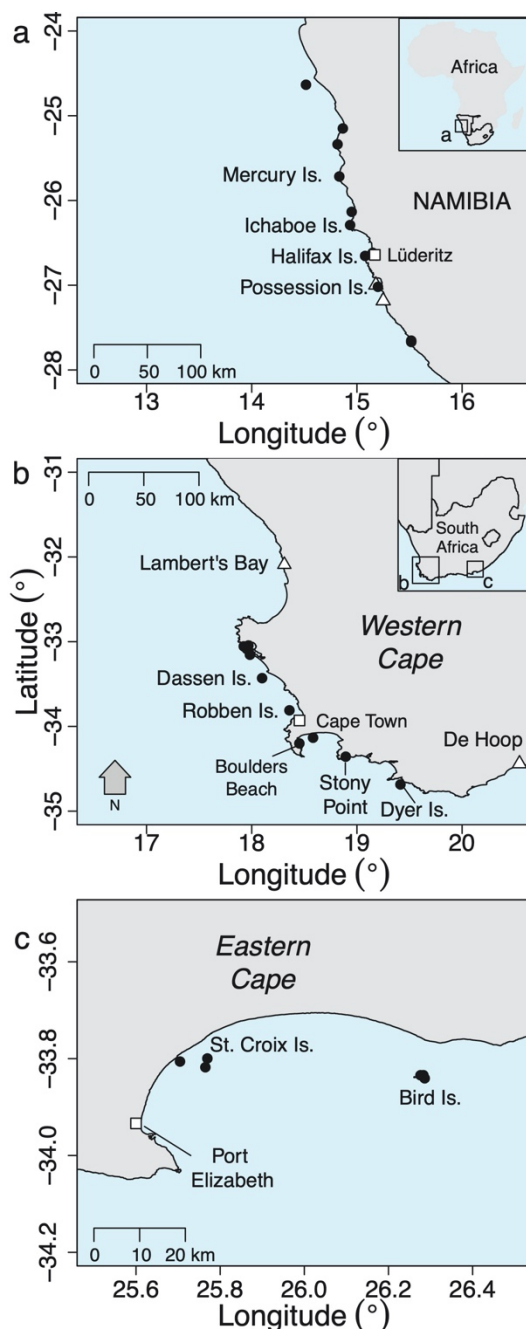 a
−24
−25
−26
−27
−28
Africa
a
Mercury Is.
NAMIBIA
Ichaboe Is.
Halifax Is.
Lüderitz
Possession Is.
0 50 100 km
13 14 15 16
Longitude (°)
b
−31
−32
−33
−34
−35
Latitude (°)
0 50 100 km
South
Africa
b
c
Lambert's Bay
Western
Cape
Dassen Is.
Robben Is.
Cape Town
De Hoop
Boulders
Beach
Stony
Point
Dyer Is.
N
17 18 19 20
Longitude (°)
c
−33.6
−33.8
−34.0
−34.2
Eastern
Cape
St. Croix Is.
Bird Is.
Port
Elizabeth
0 10 20 km
25.6 25.8 26.0 26.2 26.4
Longitude (°)